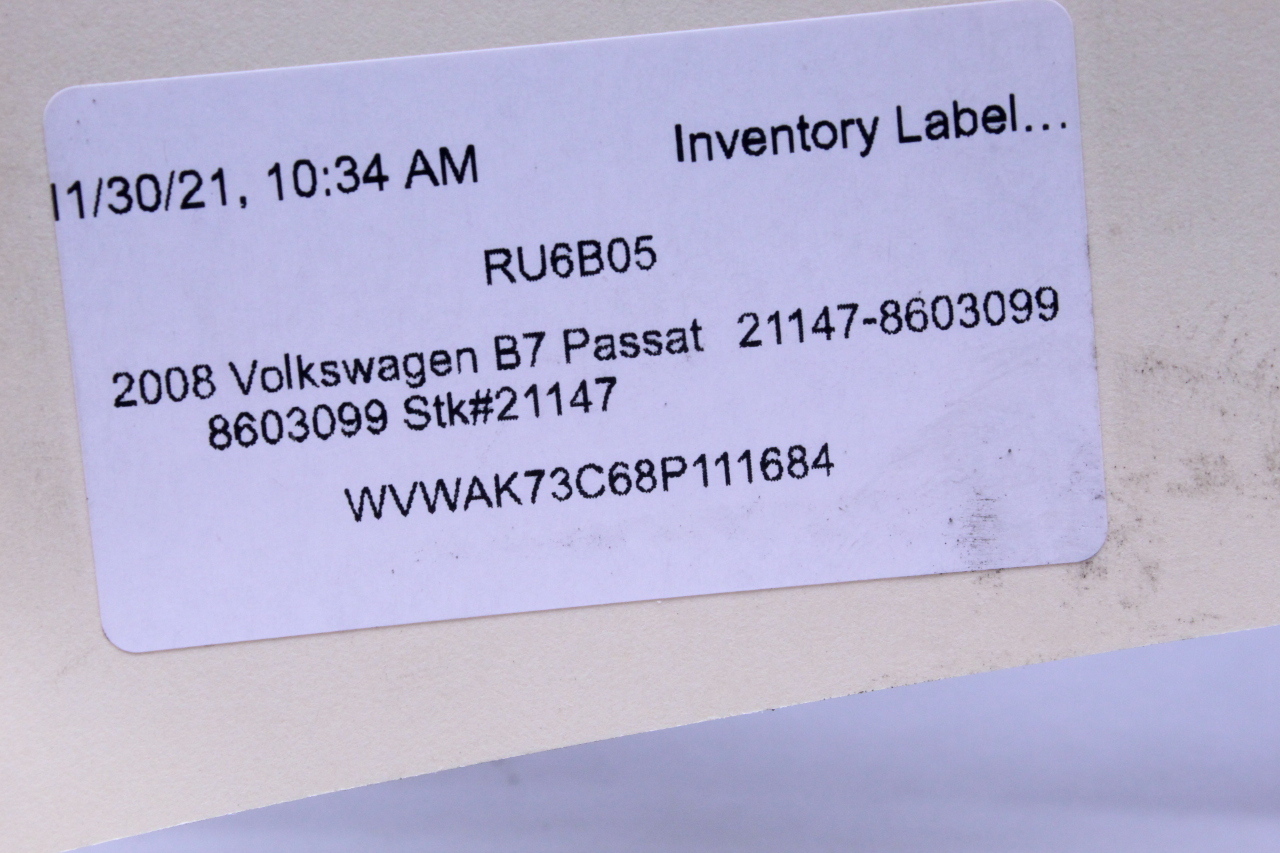 11/30/21, 10:34 AM Inventory Label...
RU6B05
2008 Volkswagen B7 Passat 21147-8603099
8603099 Stk#21147
WVWAK73C68P111684